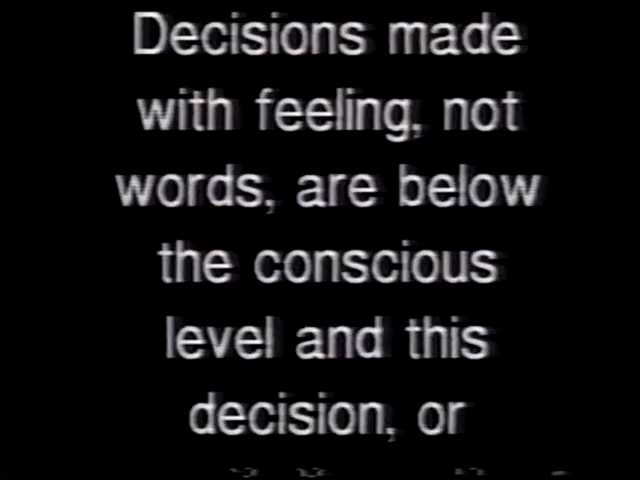 Decisions made
with feeling, not
words, are below
the conscious
level and this
decision, or